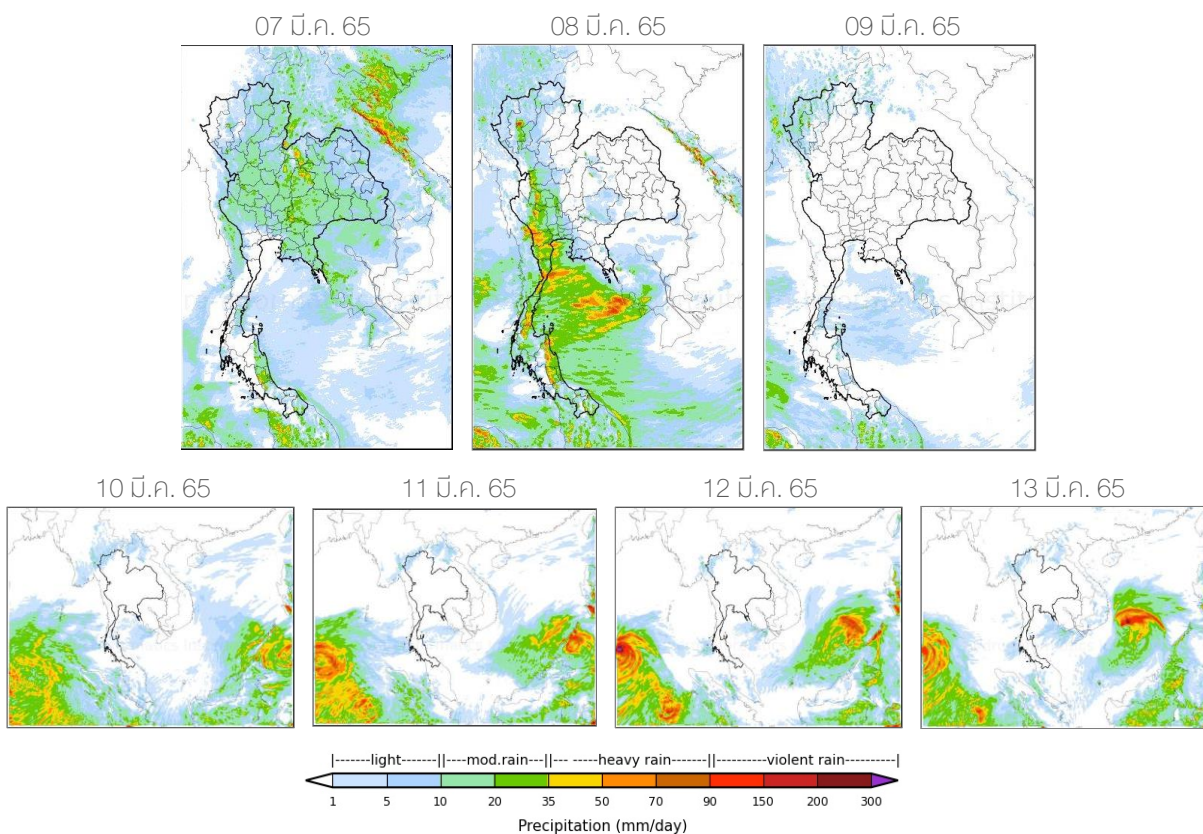 07 มี.ค. 65
08 มี.ค. 65
09 มี.ค. 65
10 มี.ค. 65
11 มี.ค. 65
12 มี.ค. 65
13 มี.ค. 65
|-------light------||---mod.rain---||--- ----heavy rain------||---------violent rain---------|
1 5 10 20 35 50 70 90 150 200 300
Precipitation (mm/day)